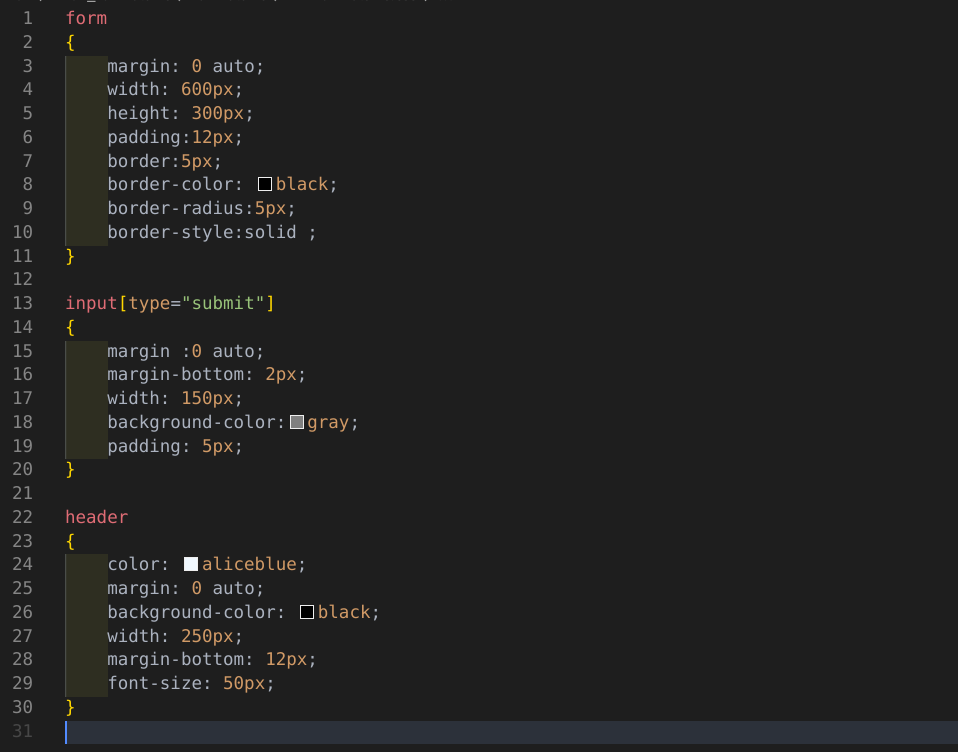 1 form
2 {
3 margin: 0 auto;
4 width: 600px;
5 height: 300px;
6 padding:12px;
7 border:5px;
8 border-color: black;
9 border-radius:5px;
10 border-style:solid ;
11 }
12
13 input[type="submit"]
14 {
15 margin :0 auto;
16 margin-bottom: 2px;
17 width: 150px;
18 background-color:gray;
19 padding: 5px;
20 }
21
22 header
23 {
24 color: aliceblue;
25 margin: 0 auto;
26 background-color: black;
27 width: 250px;
28 margin-bottom: 12px;
29 font-size: 50px;
30 }
31